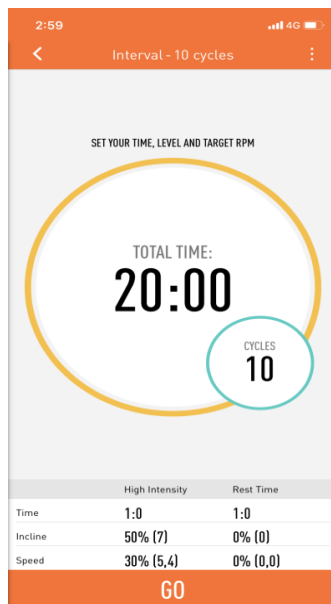 2:59 4G
Interval - 10 cycles
SET YOUR TIME, LEVEL AND TARGET RPM
TOTAL TIME:
20:00
CYCLES
10
High Intensity Rest Time
Time 1:0 1:0
Incline 50% (7) 0% (0)
Speed 30% (5,4) 0% (0,0)
GO